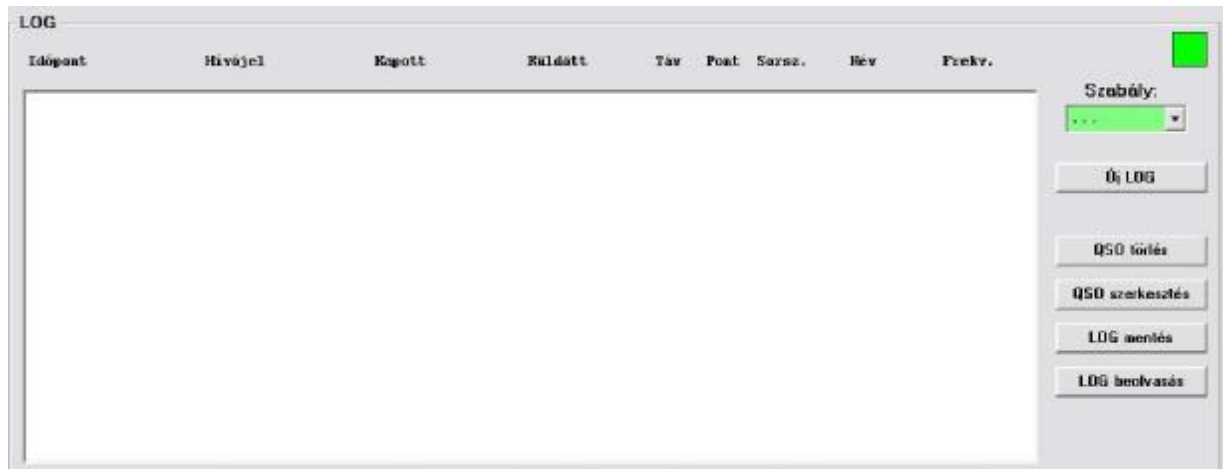 LOG
Időpont Hívójel Kapott Küldött Táv Pont Sorsz. Név Frekv.
Szabály:
...
Új LOG
QSO törlés
QSO szerkesztés
LOG mentés
LOG beolvasás